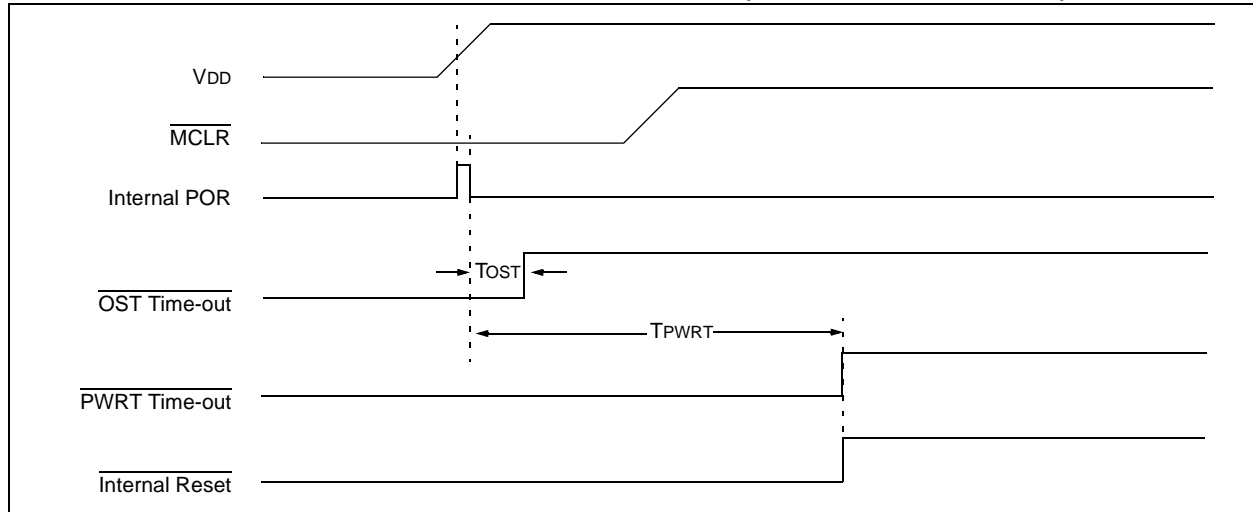 VDD
MCLR
Internal POR
TOST
OST Time-out
TPWRT
PWRT Time-out
Internal Reset